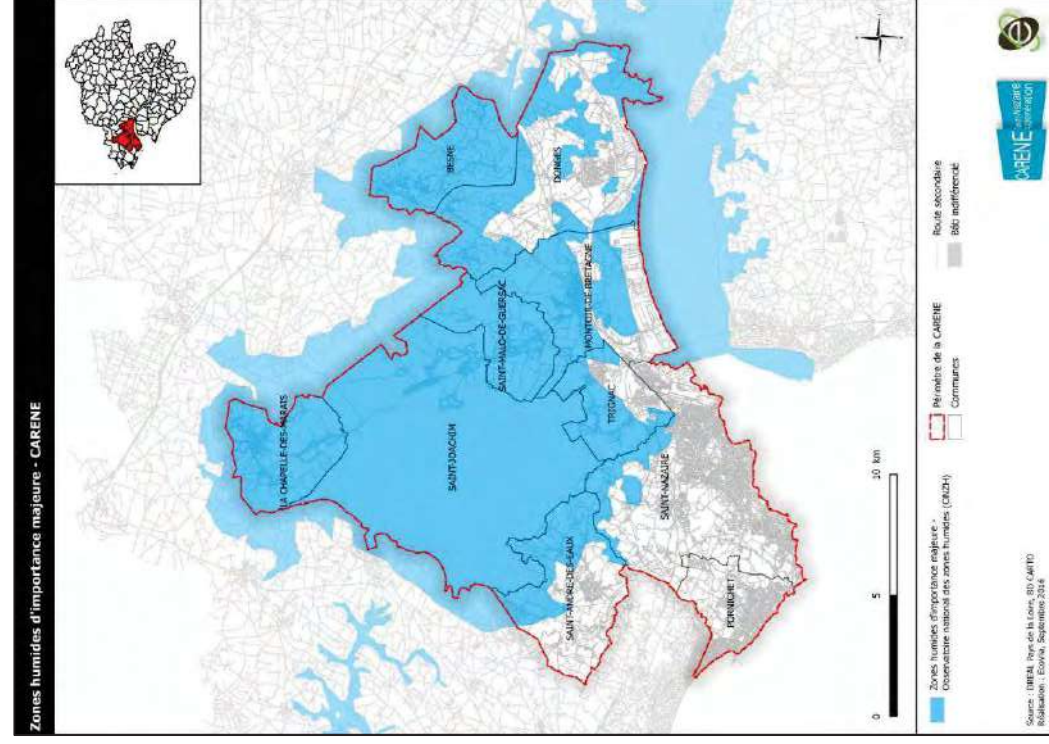 Zones humides d'importance majeure - CARENE
LA CHAPELLE-DES-MARAIS
SAINT-JOACHIM
SAINT-MALO-DE-GUERSAC
BESNE
DONGES
MONTOIR-DE-BRETAGNE
TRIGNAC
SAINT-NAZAIRE
SAINT-ANDRE-DES-EAUX
PORNICHET
0 5 10 km
Zones humides d'importance majeure -
Observatoire national des zones humides (ONZH)
Périmètre de la CARENE
Communes
Route secondaire
Bâti indifférencié
Source : DREAL Pays de la Loire, BD CARTO
Réalisation : Ecovia, Septembre 2016
CARENE